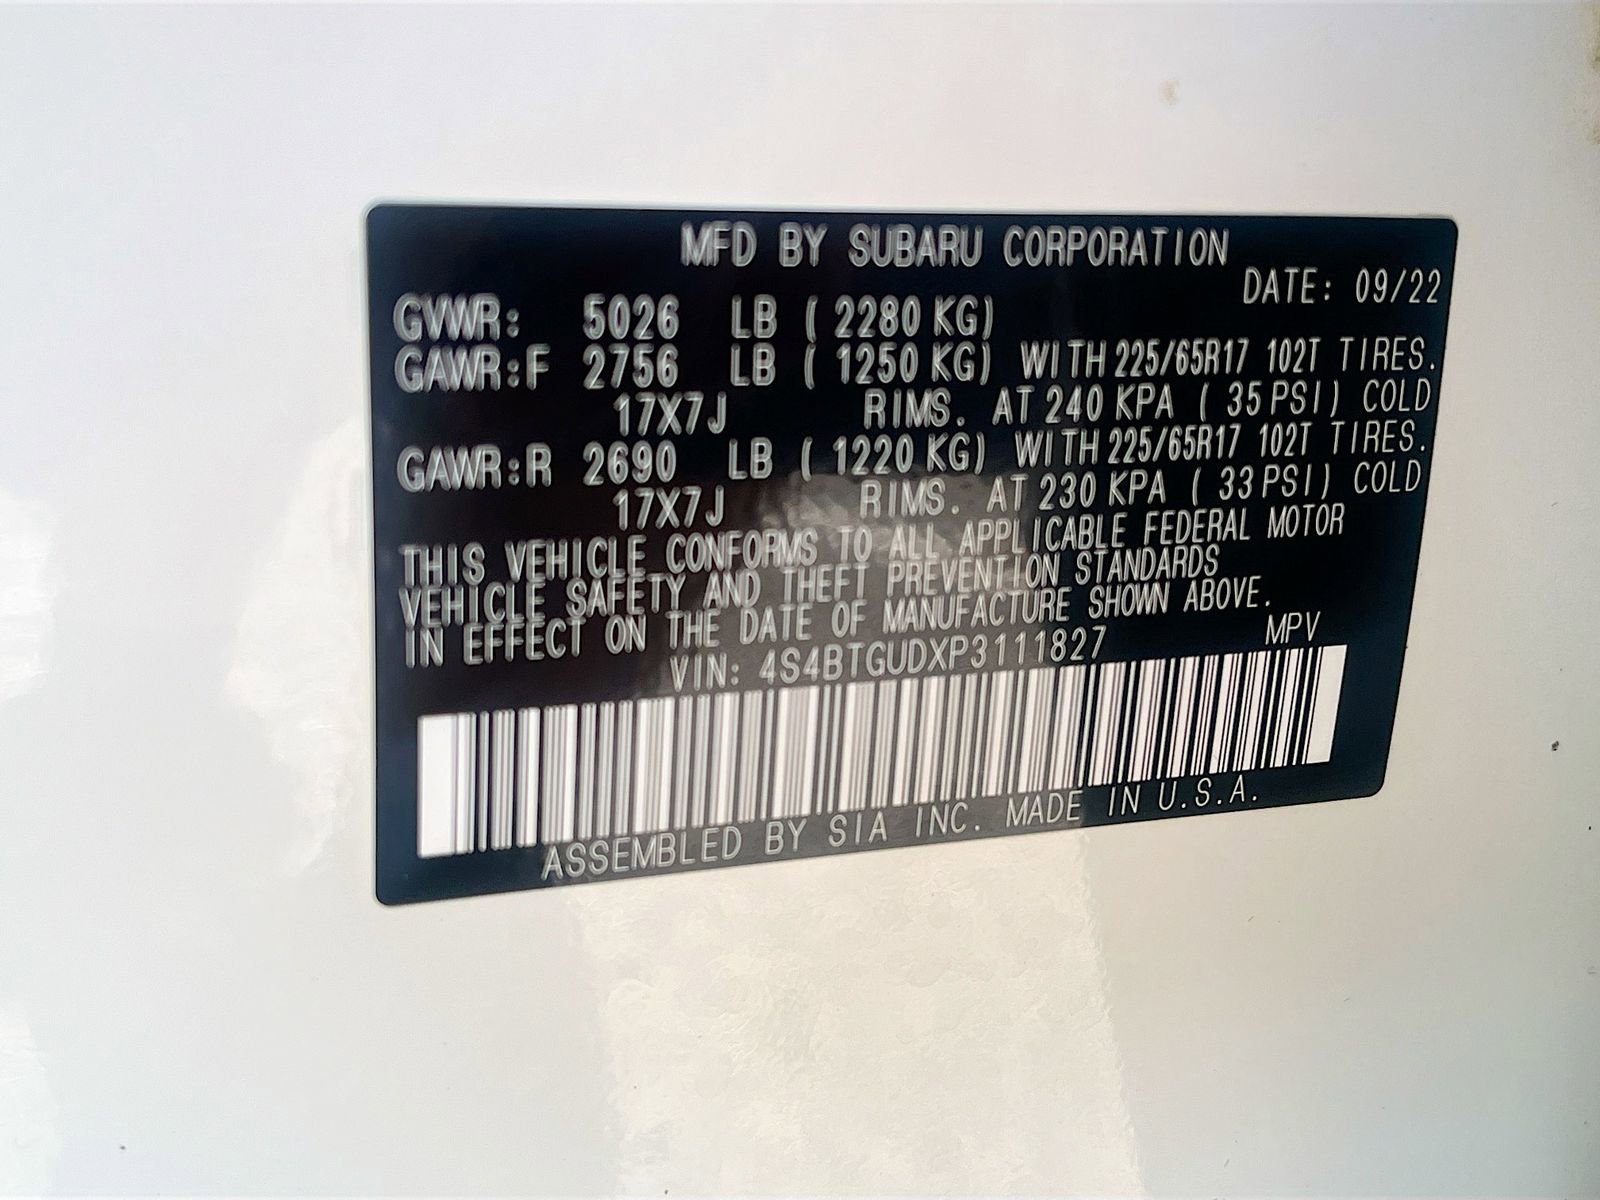 MFD BY SUBARU CORPORATION
DATE: 09/22
GVWR: 5026 LB ( 2280 KG)
GAWR:F 2756 LB ( 1250 KG) WITH 225/65R17 102T TIRES.
17X7J RIMS. AT 240 KPA ( 35 PSI) COLD
GAWR:R 2690 LB ( 1220 KG) WITH 225/65R17 102T TIRES.
17X7J RIMS. AT 230 KPA ( 33 PSI) COLD
THIS VEHICLE CONFORMS TO ALL APPLICABLE FEDERAL MOTOR
VEHICLE SAFETY AND THEFT PREVENTION STANDARDS
IN EFFECT ON THE DATE OF MANUFACTURE SHOWN ABOVE.
VIN: 4S4BTGUDXP3111827 MPV
ASSEMBLED BY SIA INC. MADE IN U.S.A.